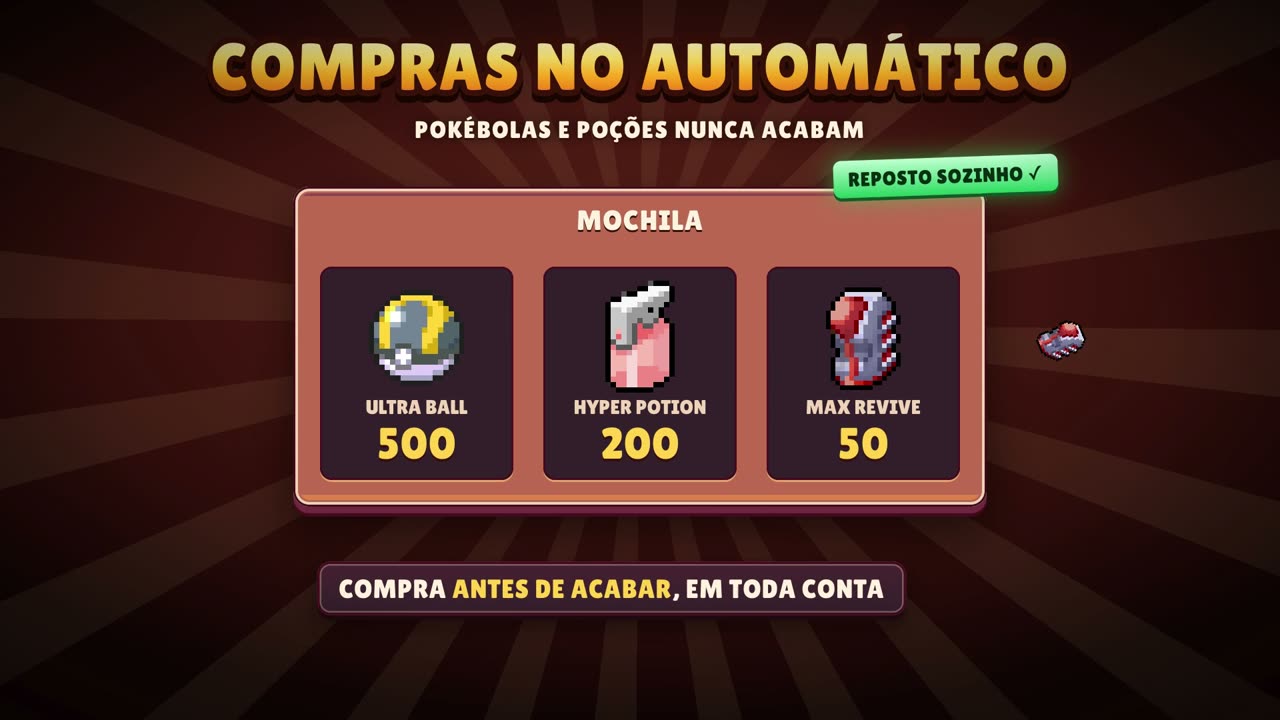 COMPRAS NO AUTOMÁTICO
POKÉBOLAS E POÇÕES NUNCA ACABAM
REPOSTO SOZINHO ✓
MOCHILA
ULTRA BALL
500
HYPER POTION
200
MAX REVIVE
50
COMPRA ANTES DE ACABAR, EM TODA CONTA